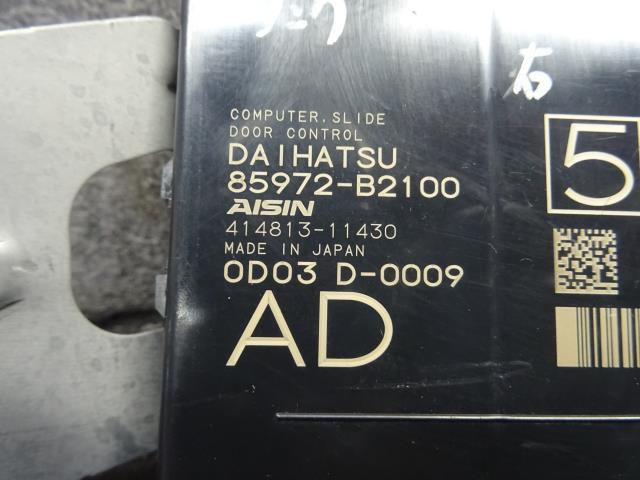 右
COMPUTER, SLIDE
DOOR CONTROL
DAIHATSU
85972-B2100
5
AISIN
414813-11430
MADE IN JAPAN
0D03 D-0009
AD